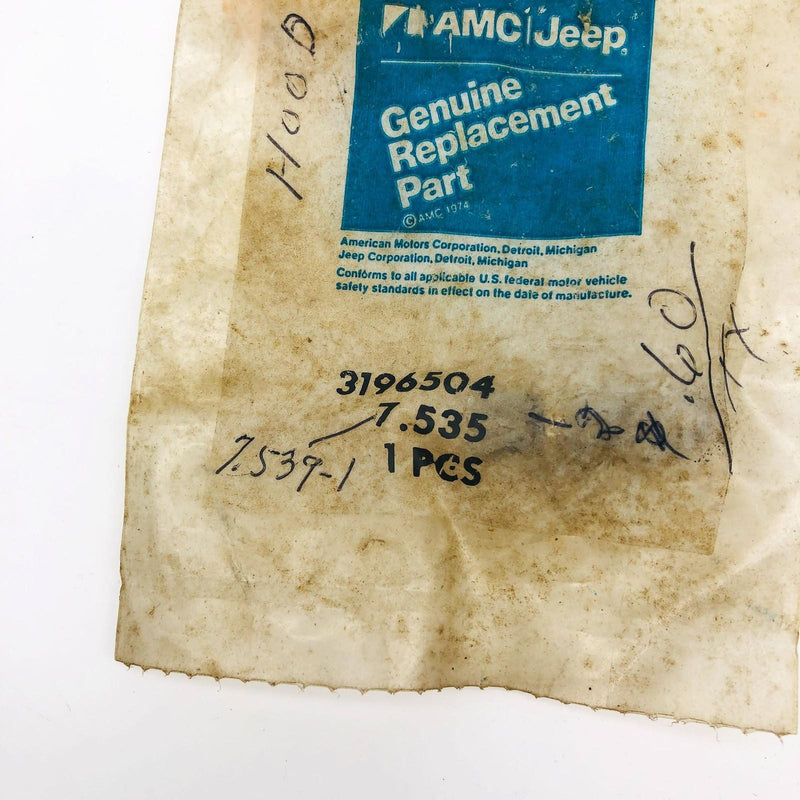 AMC Jeep®
Genuine
Replacement
Part
© AMC 1974
American Motors Corporation, Detroit, Michigan
Jeep Corporation, Detroit, Michigan
Conforms to all applicable U.S. federal motor vehicle
safety standards in effect on the date of manufacture.
HOOD
3196504
7.535
1 PCS
7.539-1
.60